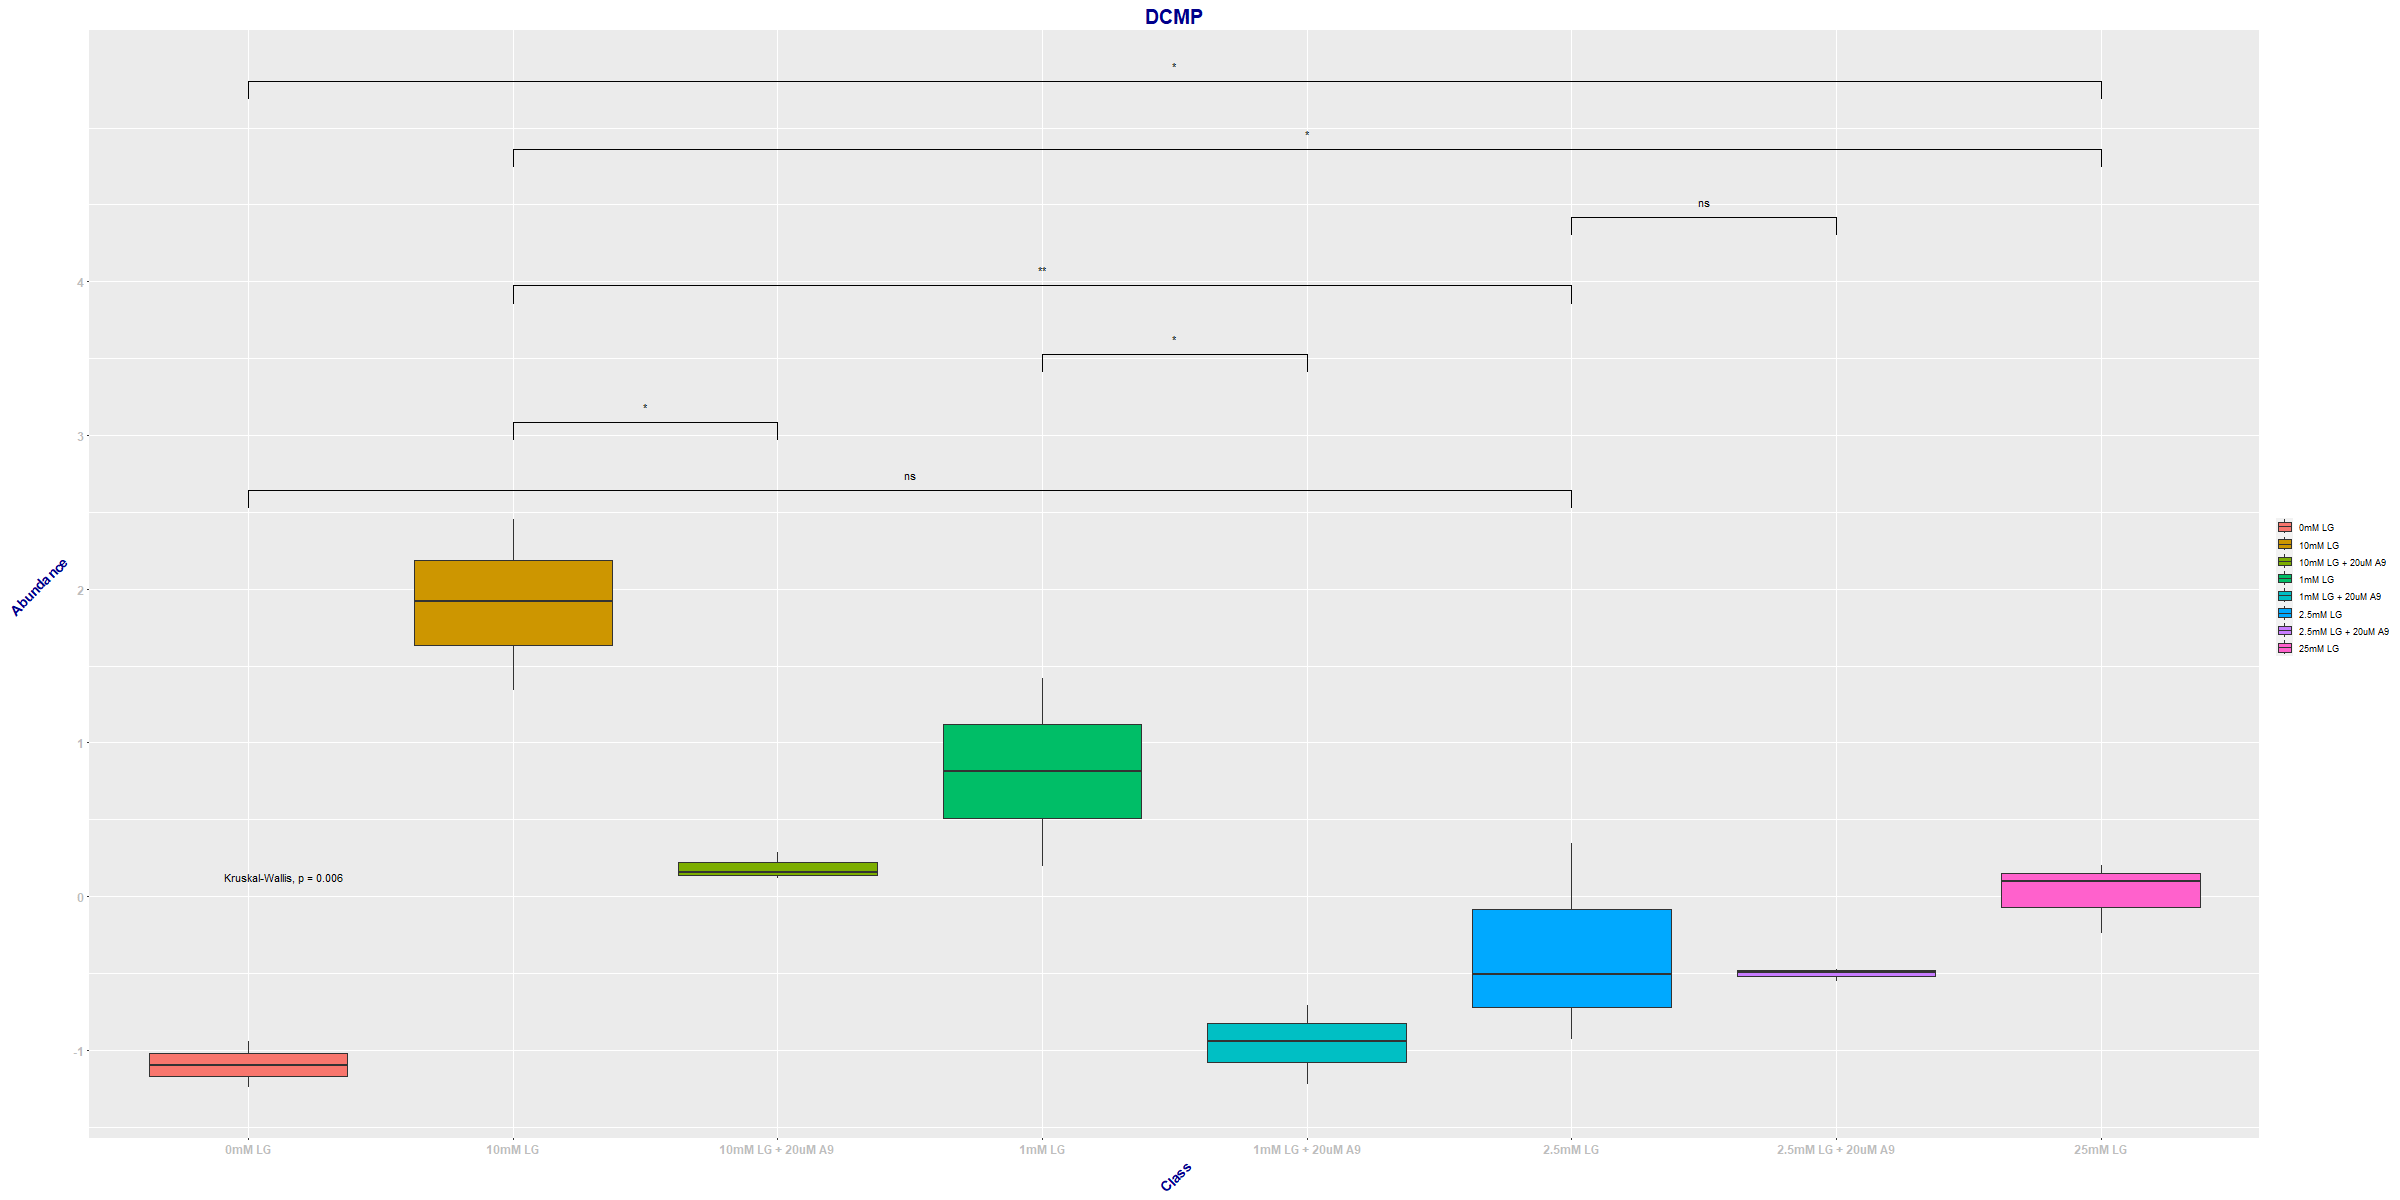 DCMP
*
*
ns
**
*
*
ns
4
3
2
1
0
-1
Abundance
Kruskal-Wallis, p = 0.006
0mM LG
10mM LG
10mM LG + 20uM A9
1mM LG
1mM LG + 20uM A9
2.5mM LG
2.5mM LG + 20uM A9
25mM LG
Class
0mM LG
10mM LG
10mM LG + 20uM A9
1mM LG
1mM LG + 20uM A9
2.5mM LG
2.5mM LG + 20uM A9
25mM LG